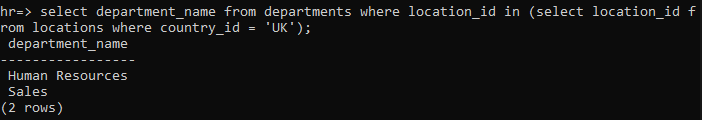 hr=> select department_name from departments where location_id in (select location_id f
rom locations where country_id = 'UK');
 department_name
-----------------
 Human Resources
 Sales
(2 rows)